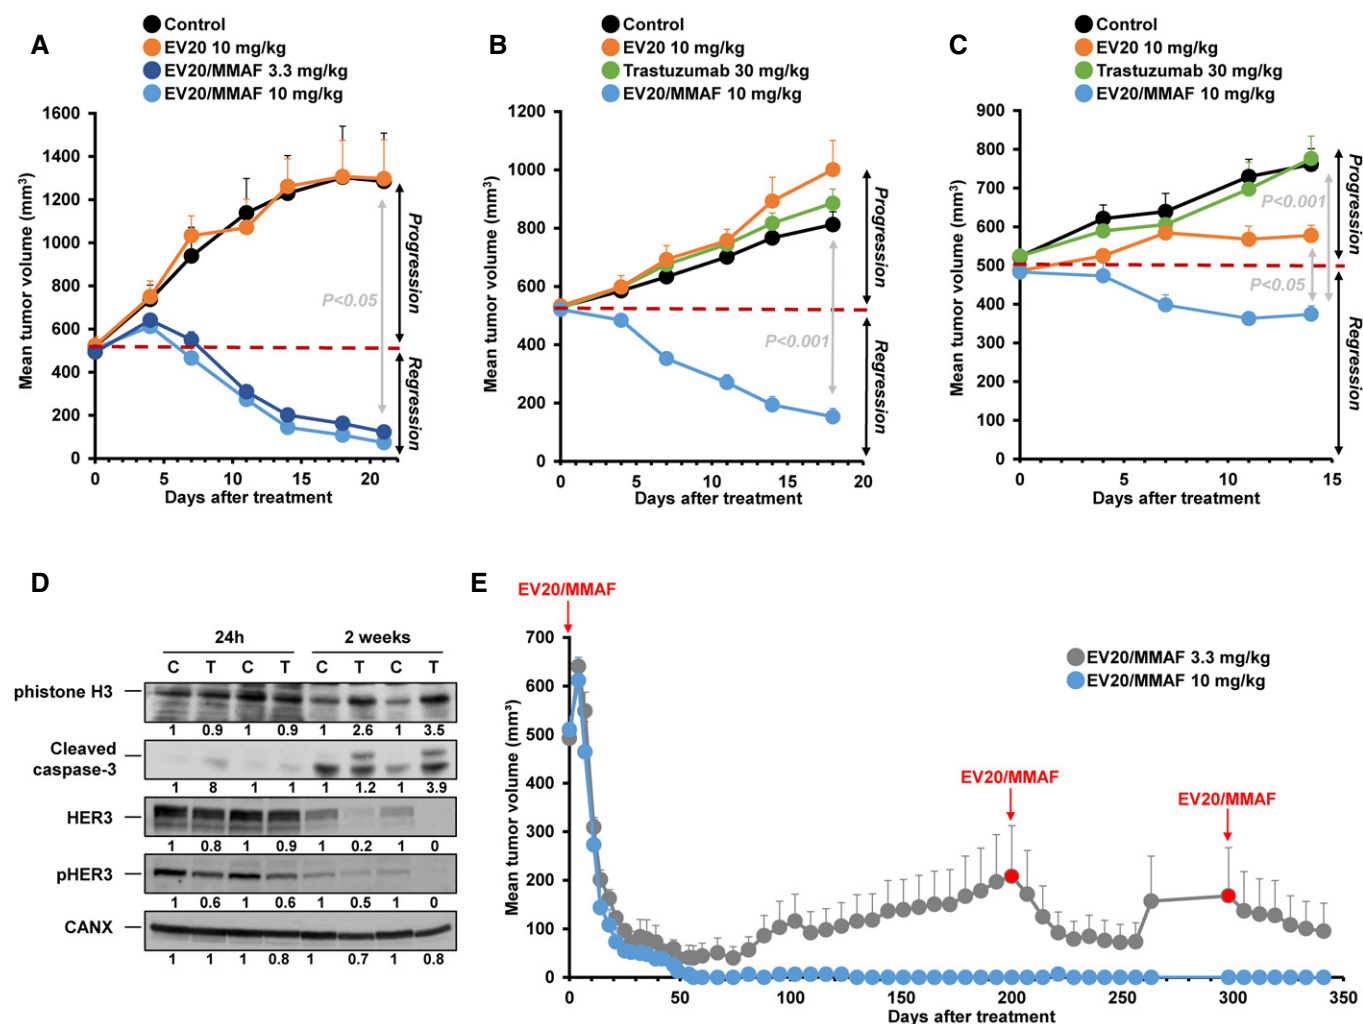 A
Control
EV20 10 mg/kg
EV20/MMAF 3.3 mg/kg
EV20/MMAF 10 mg/kg
Mean tumor volume (mm³)
1600
1400
1200
1000
800
600
400
200
0
0 5 10 15 20
Days after treatment
P<0.05
Progression
Regression
B
Control
EV20 10 mg/kg
Trastuzumab 30 mg/kg
EV20/MMAF 10 mg/kg
Mean tumor volume (mm³)
1200
1000
800
600
400
200
0
0 5 10 15 20
Days after treatment
P<0.001
Progression
Regression
C
Control
EV20 10 mg/kg
Trastuzumab 30 mg/kg
EV20/MMAF 10 mg/kg
Mean tumor volume (mm³)
900
800
700
600
500
400
300
200
100
0
0 5 10 15
Days after treatment
P<0.001
P<0.05
Progression
Regression
D
24h 2 weeks
C T C T C T C T
phistone H3
1 0.9 1 0.9 1 2.6 1 3.5
Cleaved
caspase-3
1 8 1 1 1 1.2 1 3.9
HER3
1 0.8 1 0.9 1 0.2 1 0
pHER3
1 0.6 1 0.6 1 0.5 1 0
CANX
1 1 1 0.8 1 0.7 1 0.8
E
EV20/MMAF
EV20/MMAF 3.3 mg/kg
EV20/MMAF 10 mg/kg
EV20/MMAF
EV20/MMAF
Mean tumor volume (mm³)
700
600
500
400
300
200
100
0
0 50 100 150 200 250 300 350
Days after treatment